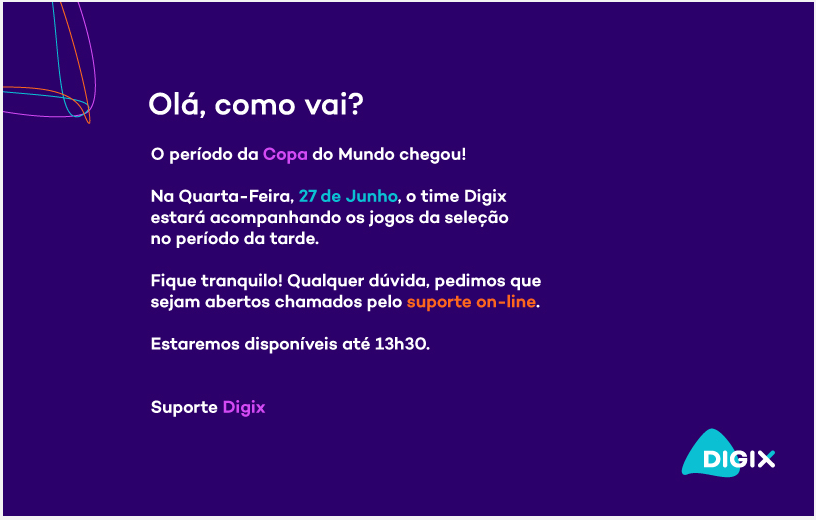 Olá, como vai?
O período da Copa do Mundo chegou!
Na Quarta-Feira, 27 de Junho, o time Digix
estará acompanhando os jogos da seleção
no período da tarde.
Fique tranquilo! Qualquer dúvida, pedimos que
sejam abertos chamados pelo suporte on-line.
Estaremos disponíveis até 13h30.
Suporte Digix
DIGIX